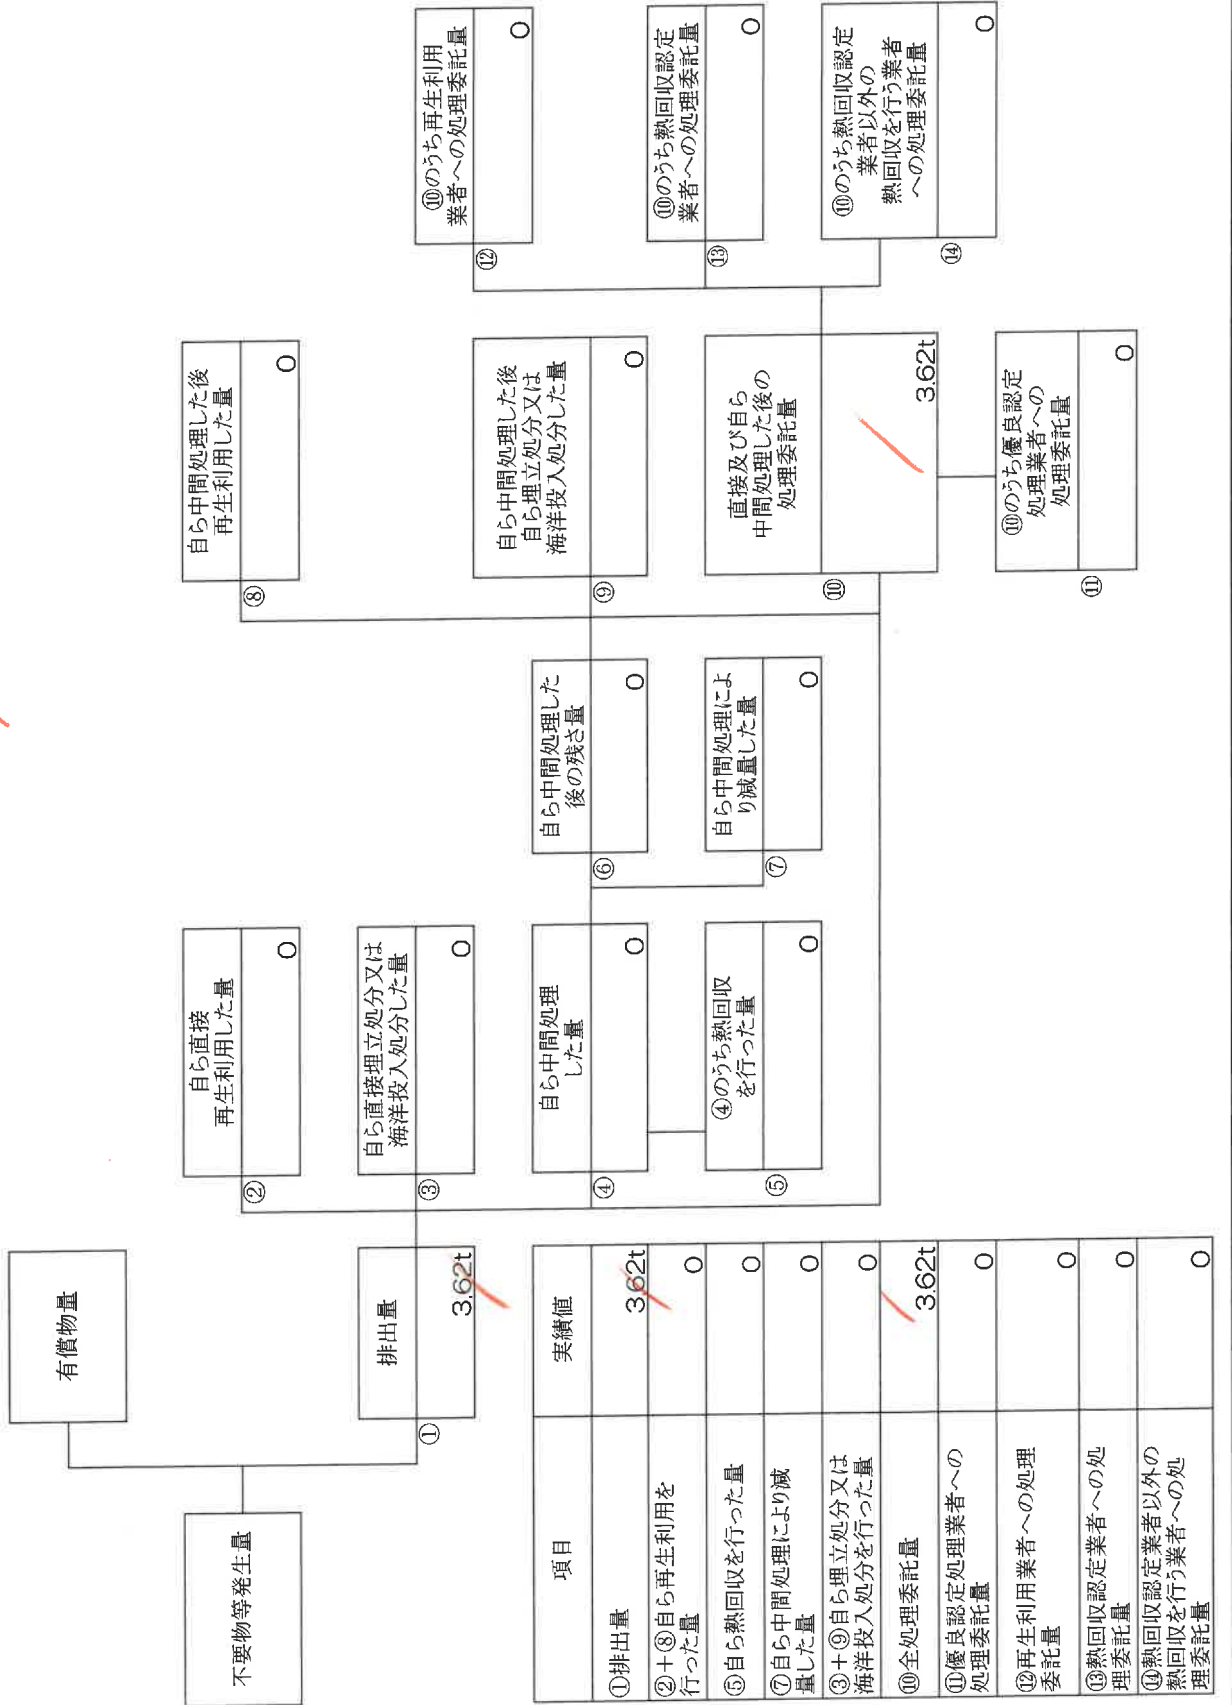 不要物等発生量
有償物量
排出量
①
3.62t
自ら直接
再生利用した量
②
0
自ら直接埋立処分又は
海洋投入処分した量
③
0
自ら中間処理
した量
④
0
④のうち熱回収
を行った量
⑤
0
自ら中間処理した
後の残さ量
⑥
0
自ら中間処理によ
り減量した量
⑦
0
自ら中間処理した後
再生利用した量
⑧
0
自ら中間処理した後
自ら埋立処分又は
海洋投入処分した量
⑨
0
直接及び自ら
中間処理した後の
処理委託量
⑩
3.62t
⑩のうち優良認定
処理業者への
処理委託量
⑪
0
⑩のうち再生利用
業者への処理委託量
⑫
0
⑩のうち熱回収認定
業者への処理委託量
⑬
0
⑩のうち熱回収認定
業者以外の
熱回収を行う業者
への処理委託量
⑭
0
項目 実績値
①排出量 3.62t
②+⑧自ら再生利用を
行った量 0
⑤自ら熱回収を行った量 0
⑦自ら中間処理により減
量した量 0
③+⑨自ら埋立処分又は
海洋投入処分を行った量 0
⑩全処理委託量 3.62t
⑪優良認定処理業者への
処理委託量 0
⑫再生利用業者への処理
委託量 0
⑬熱回収認定業者への処
理委託量 0
⑭熱回収認定業者以外の
熱回収を行う業者への処
理委託量 0